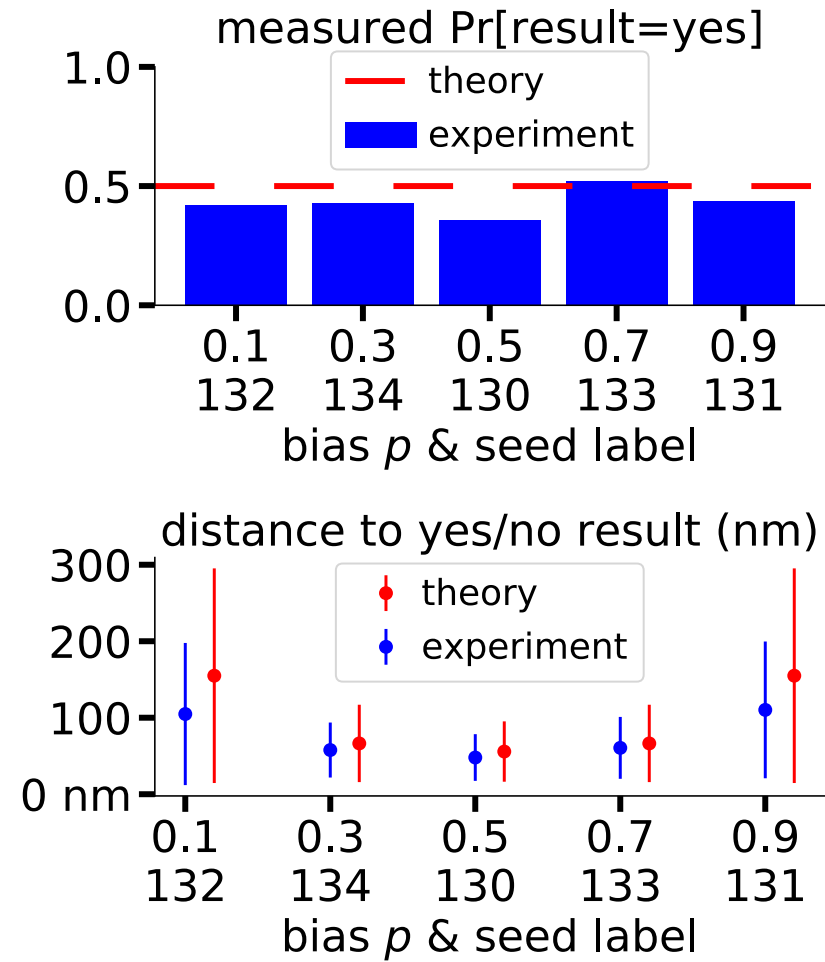 measured Pr[result=yes]
1.0
theory
experiment
0.5
0.0
0.1 0.3 0.5 0.7 0.9
132 134 130 133 131
bias p & seed label
distance to yes/no result (nm)
300
theory
200
experiment
100
0 nm
0.1 0.3 0.5 0.7 0.9
132 134 130 133 131
bias p & seed label